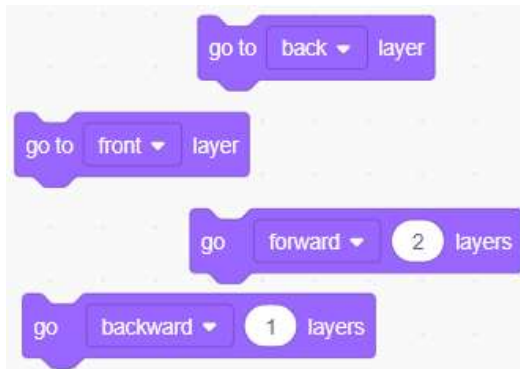 go to back layer
go to front layer
go forward 2 layers
go backward 1 layers